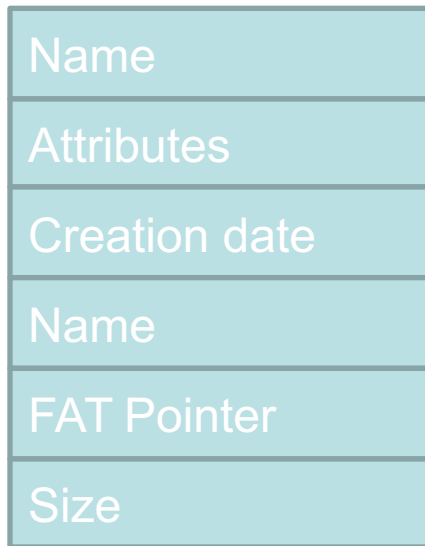 Name
Attributes
Creation date
Name
FAT Pointer
Size